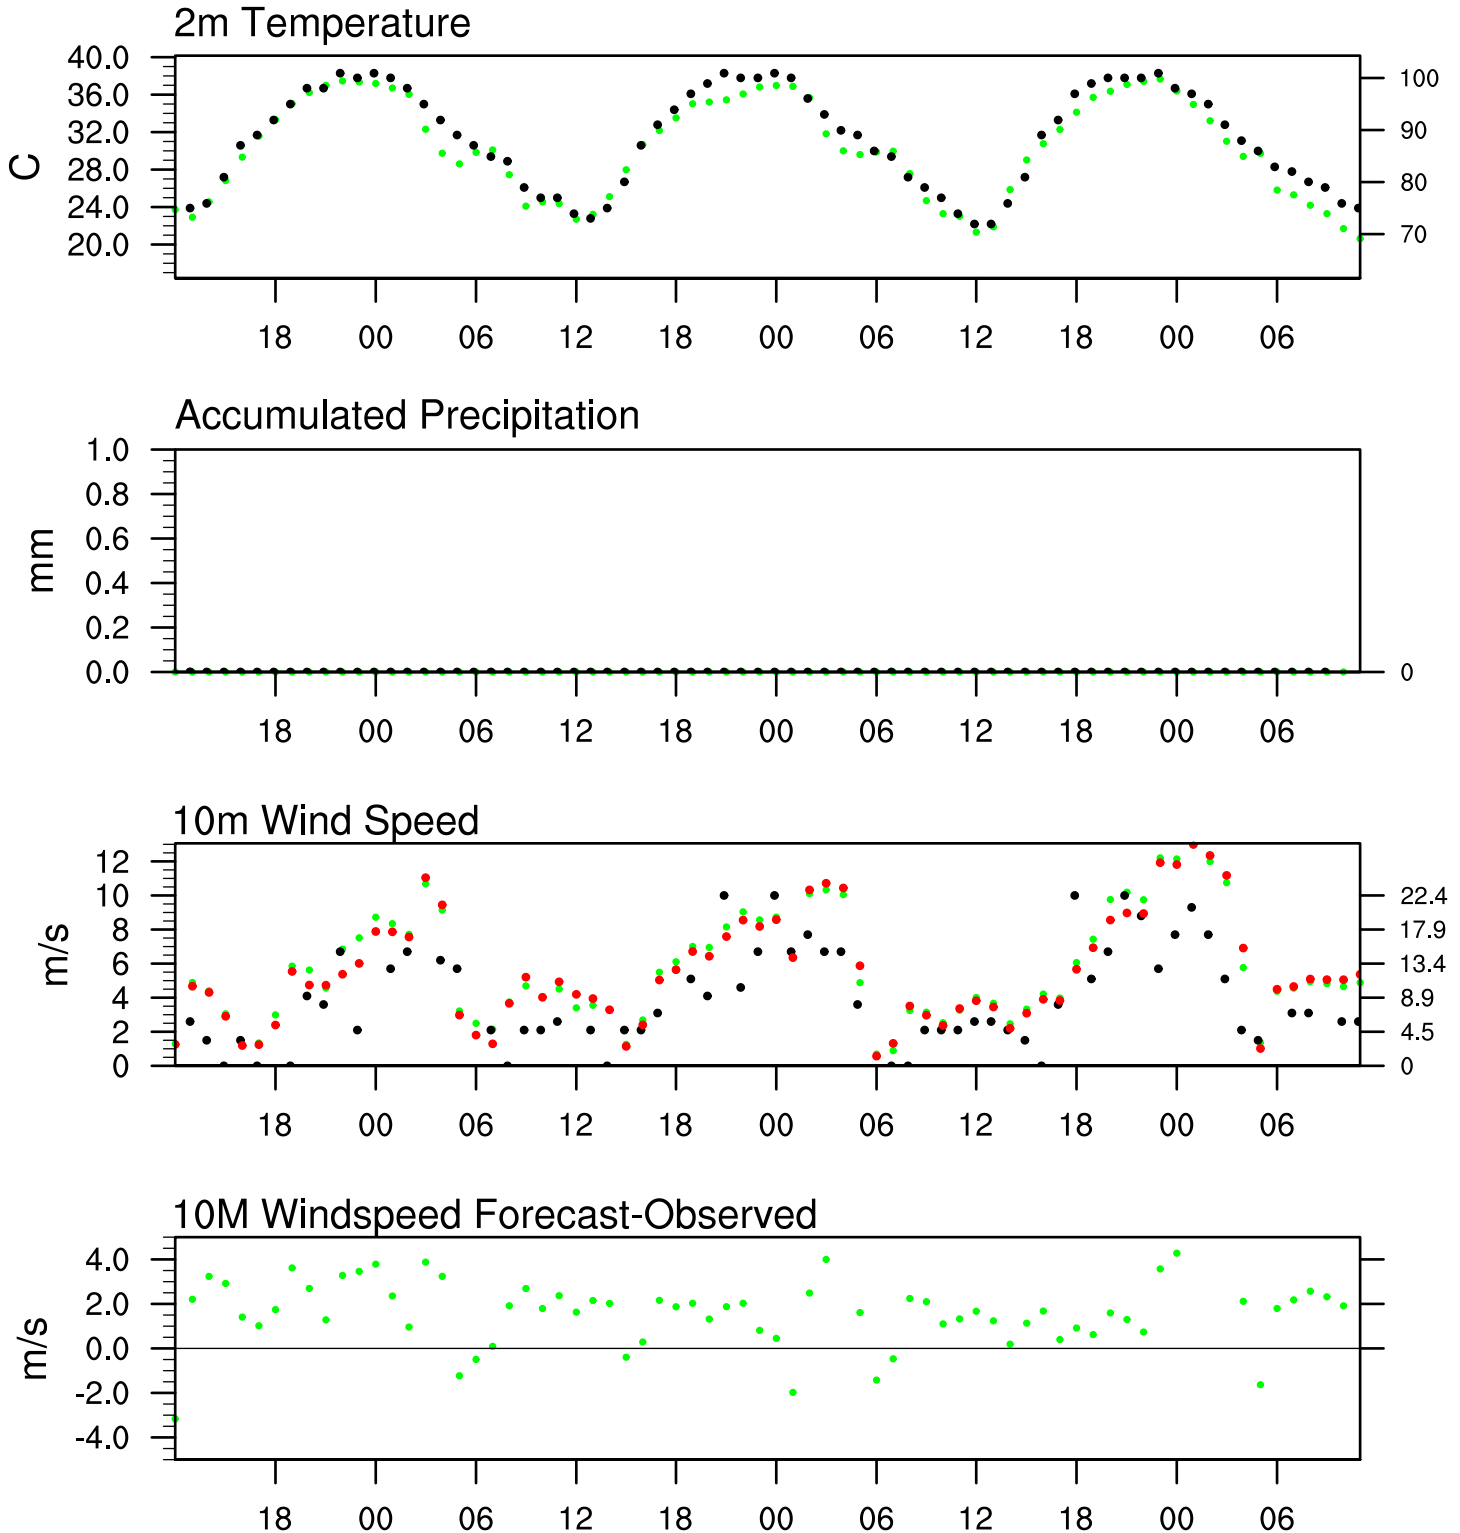 2m Temperature
40.0
36.0
32.0
28.0
24.0
20.0
C
100
90
80
70
18 00 06 12 18 00 06 12 18 00 06
Accumulated Precipitation
1.0
0.8
0.6
0.4
0.2
0.0
mm
0
18 00 06 12 18 00 06 12 18 00 06
10m Wind Speed
12
10
8
6
4
2
0
m/s
22.4
17.9
13.4
8.9
4.5
0
18 00 06 12 18 00 06 12 18 00 06
10M Windspeed Forecast-Observed
4.0
2.0
0.0
-2.0
-4.0
m/s
18 00 06 12 18 00 06 12 18 00 06